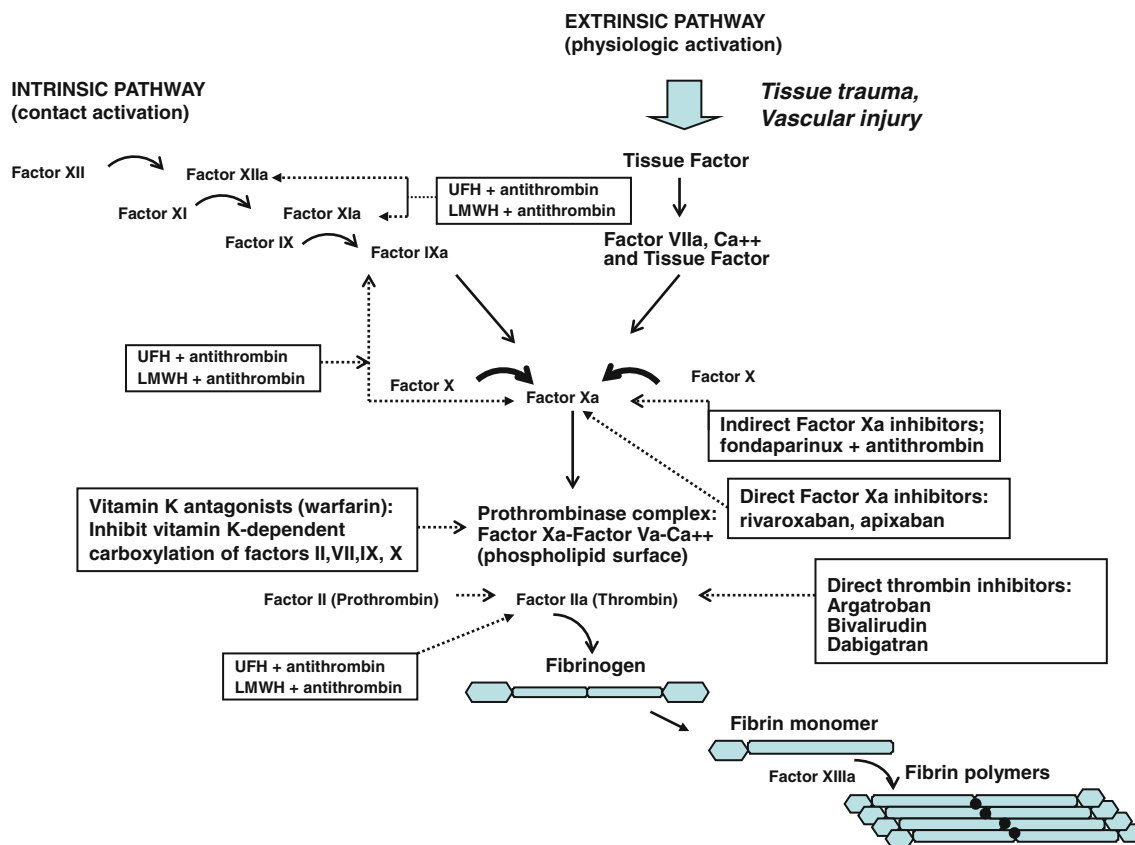 EXTRINSIC PATHWAY
(physiologic activation)
INTRINSIC PATHWAY
(contact activation)
Tissue trauma,
Vascular injury
Tissue Factor
Factor XII
Factor XIIa
UFH + antithrombin
LMWH + antithrombin
Factor XI
Factor XIa
Factor IX
Factor IXa
Factor VIIa, Ca++
and Tissue Factor
UFH + antithrombin
LMWH + antithrombin
Factor X
Factor Xa
Factor X
Indirect Factor Xa inhibitors;
fondaparinux + antithrombin
Direct Factor Xa inhibitors:
rivaroxaban, apixaban
Vitamin K antagonists (warfarin):
Inhibit vitamin K-dependent
carboxylation of factors II,VII,IX, X
Prothrombinase complex:
Factor Xa-Factor Va-Ca++
(phospholipid surface)
Factor II (Prothrombin)
Factor IIa (Thrombin)
Direct thrombin inhibitors:
Argatroban
Bivalirudin
Dabigatran
UFH + antithrombin
LMWH + antithrombin
Fibrinogen
Fibrin monomer
Factor XIIIa
Fibrin polymers